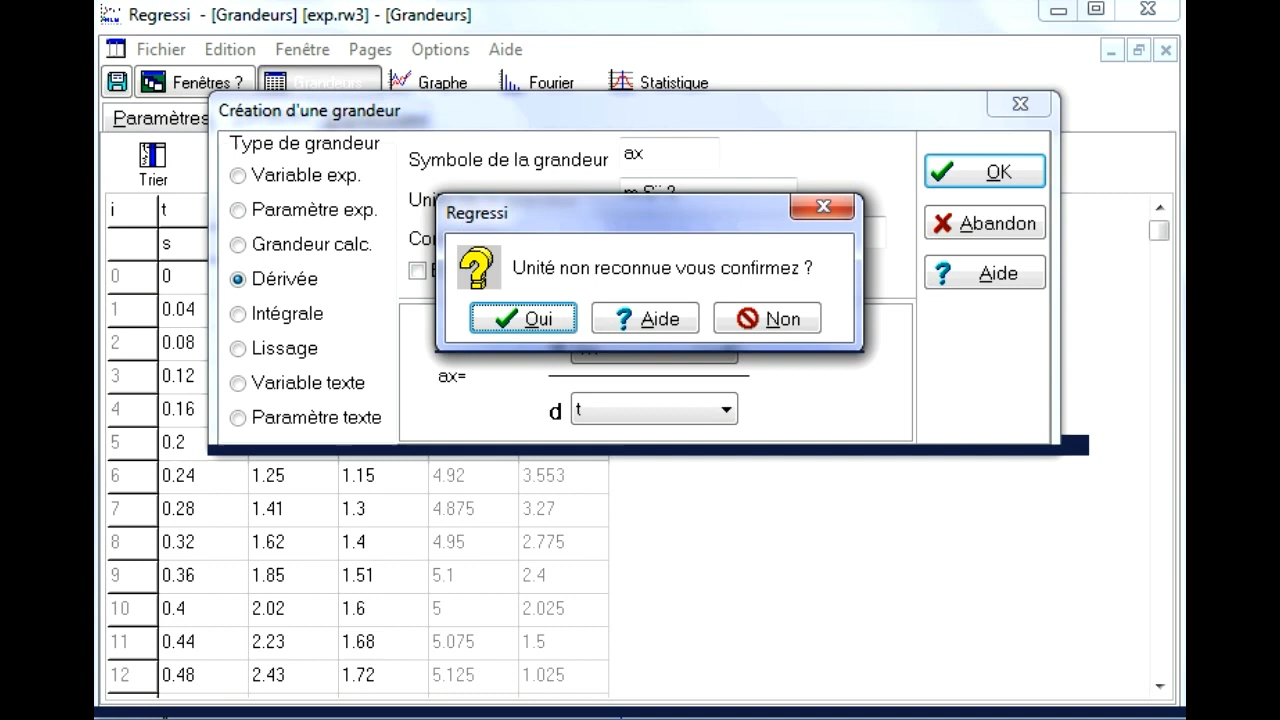 Regressi - [Grandeurs] [exp.rw3] - [Grandeurs]
Fichier Edition Fenêtre Pages Options Aide
Fenêtres ? Grandeurs Graphe Fourier Statistique
Paramètres
Création d'une grandeur
Trier
Type de grandeur
Variable exp.
Paramètre exp.
Grandeur calc.
Dérivée
Intégrale
Lissage
Variable texte
Paramètre texte
Symbole de la grandeur ax
OK
Abandon
Aide
Regressi
Unité non reconnue vous confirmez ?
Oui Aide Non
ax=
d t
i t
s
0 0
1 0.04
2 0.08
3 0.12
4 0.16
5 0.2
6 0.24 1.25 1.15 4.92 3.553
7 0.28 1.41 1.3 4.875 3.27
8 0.32 1.62 1.4 4.95 2.775
9 0.36 1.85 1.51 5.1 2.4
10 0.4 2.02 1.6 5 2.025
11 0.44 2.23 1.68 5.075 1.5
12 0.48 2.43 1.72 5.125 1.025